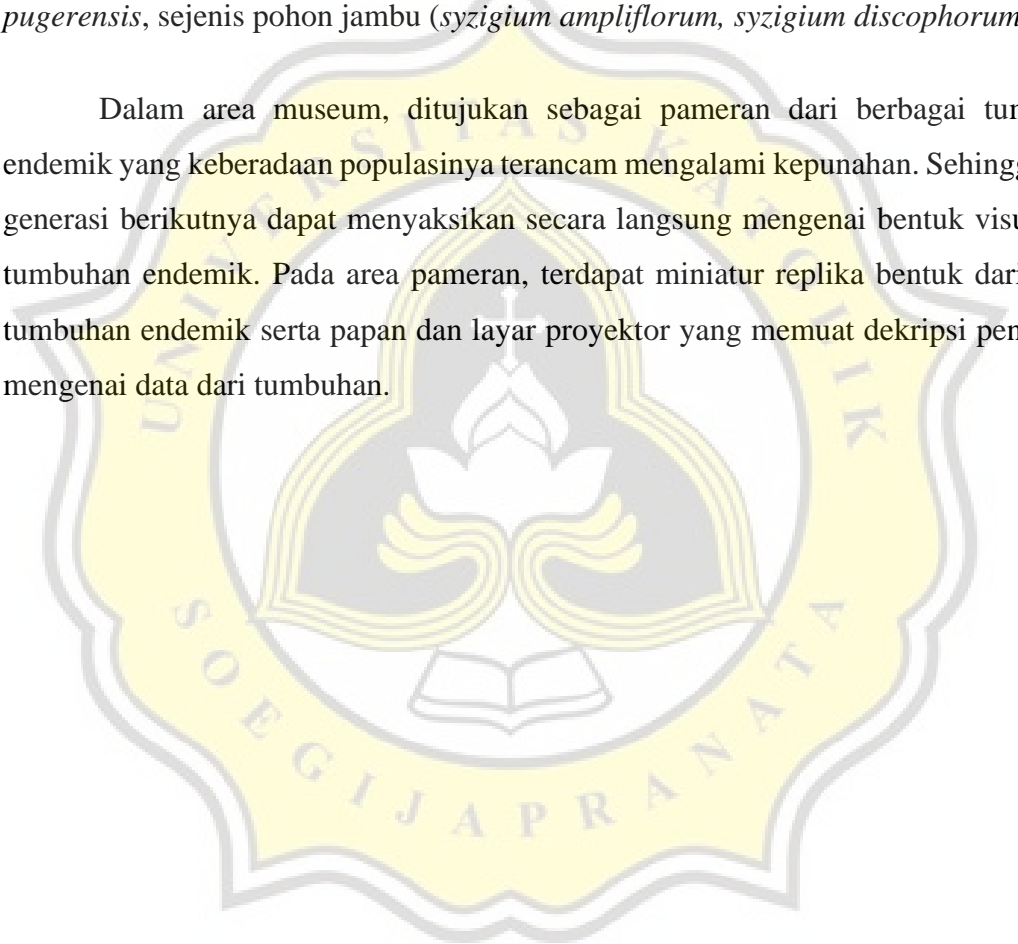 pugerensis, sejenis pohon jambu (syzigium ampliflorum, syzigium discophorum
Dalam area museum, ditujukan sebagai pameran dari berbagai tur
endemik yang keberadaan populasinya terancam mengalami kepunahan. Sehingg
generasi berikutnya dapat menyaksikan secara langsung mengenai bentuk visu
tumbuhan endemik. Pada area pameran, terdapat miniatur replika bentuk dari
tumbuhan endemik serta papan dan layar proyektor yang memuat dekripsi pen
mengenai data dari tumbuhan.
UNIVERSITAS KATOLIK
SOEGIJAPRANATA